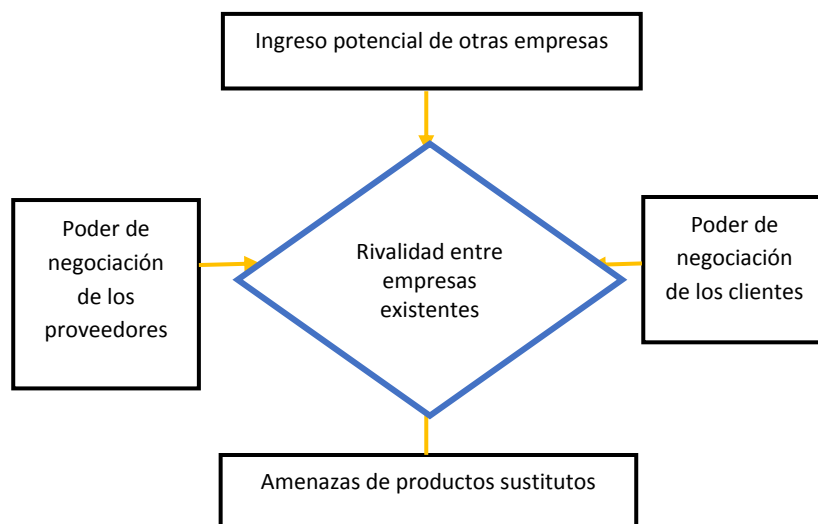 Ingreso potencial de otras empresas
Poder de
negociación
de los
proveedores
Rivalidad entre
empresas
existentes
Poder de
negociación
de los clientes
Amenazas de productos sustitutos